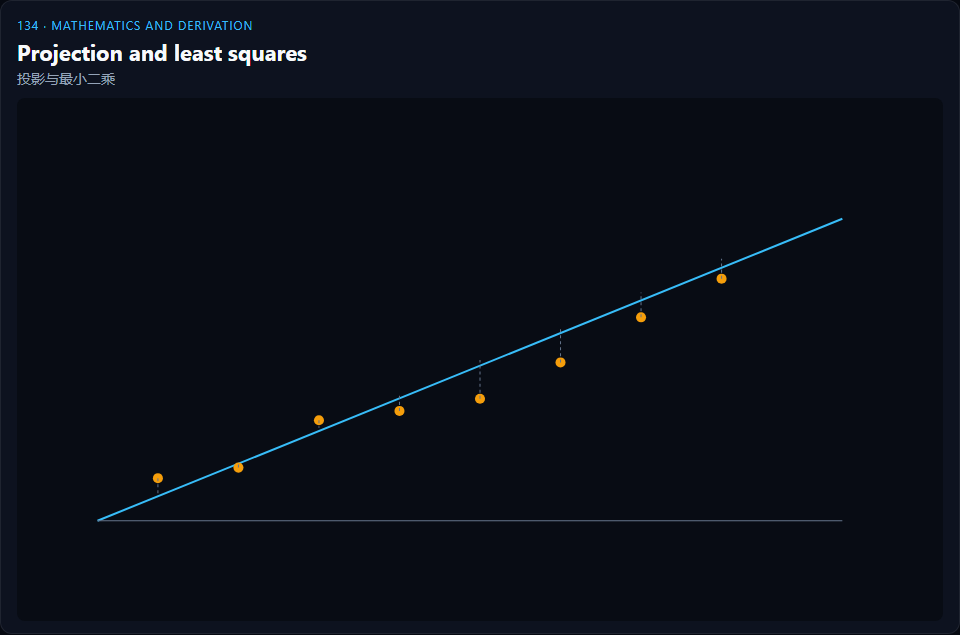 134 · MATHEMATICS AND DERIVATION
Projection and least squares
投影与最小二乘